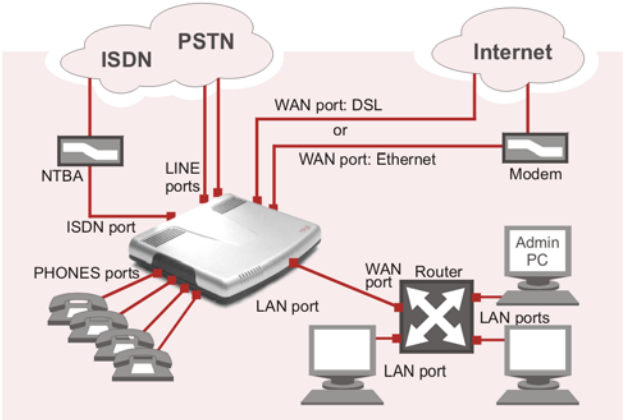 ISDN
PSTN
Internet
WAN port: DSL
or
WAN port: Ethernet
NTBA
LINE
ports
Modem
ISDN port
PHONES ports
LAN port
WAN
port
Router
Admin
PC
LAN ports
LAN port